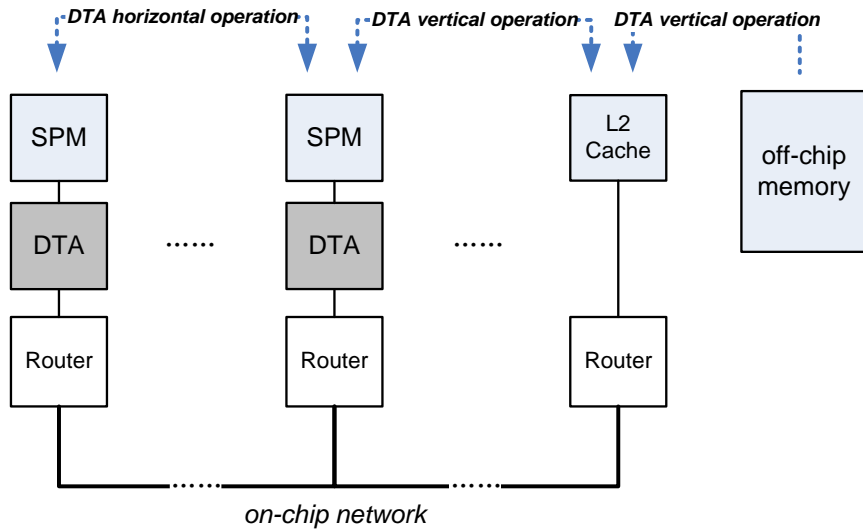 DTA horizontal operation
DTA vertical operation
DTA vertical operation
SPM
SPM
L2
Cache
off-chip
memory
DTA
......
DTA
......
Router
Router
Router
......
......
on-chip network